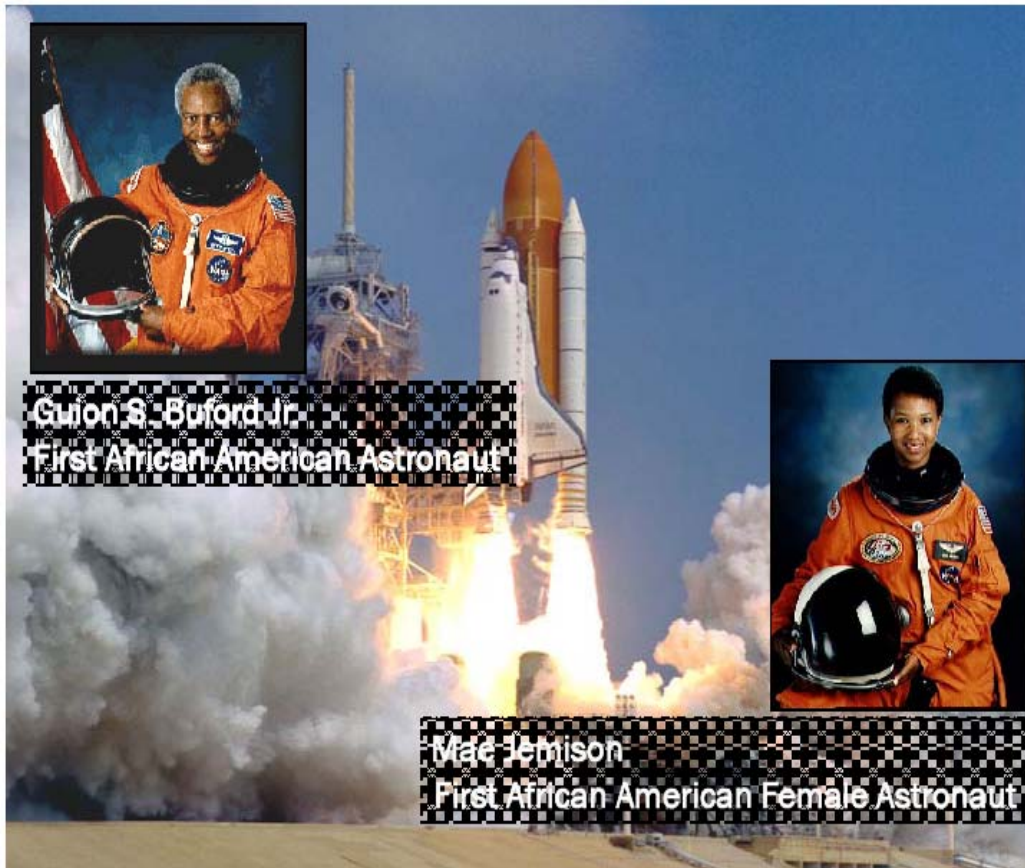 Guion S. Buford Jr.
First African American Astronaut
Mae Jemison
First African American Female Astronaut